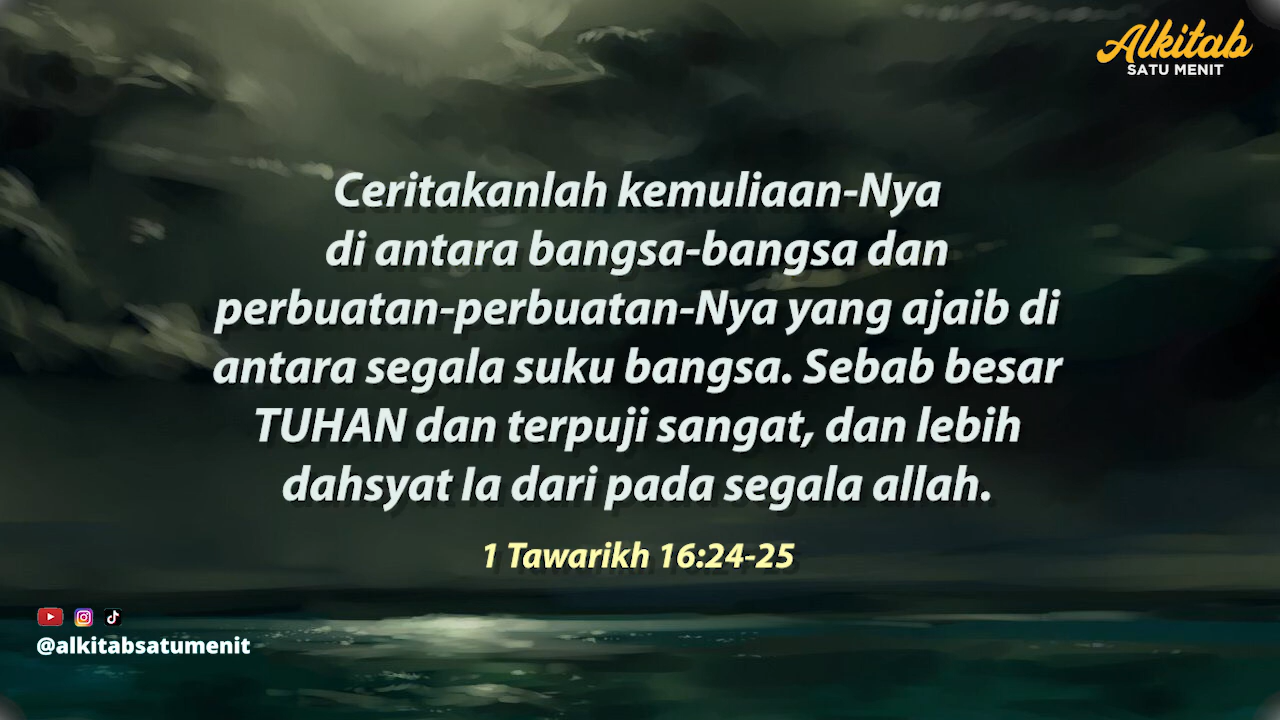 Alkitab
SATU MENIT
Ceritakanlah kemuliaan-Nya
di antara bangsa-bangsa dan
perbuatan-perbuatan-Nya yang ajaib di
antara segala suku bangsa. Sebab besar
TUHAN dan terpuji sangat, dan lebih
dahsyat Ia dari pada segala allah.
1 Tawarikh 16:24-25
@alkitabsatumenit